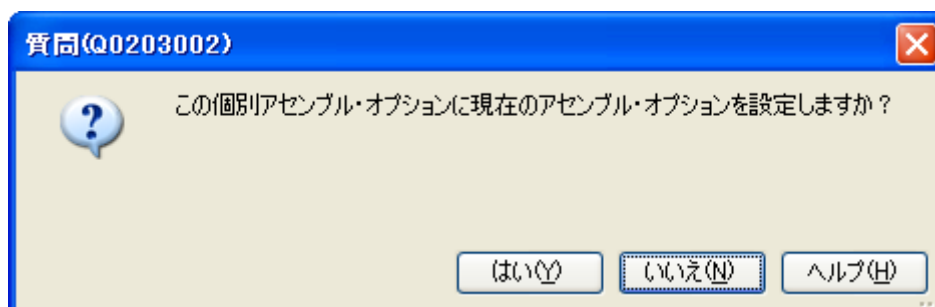 質問(Q0203002)
この個別アセンブル・オプションに現在のアセンブル・オプションを設定しますか？
はい(Y) いいえ(N) ヘルプ(H)